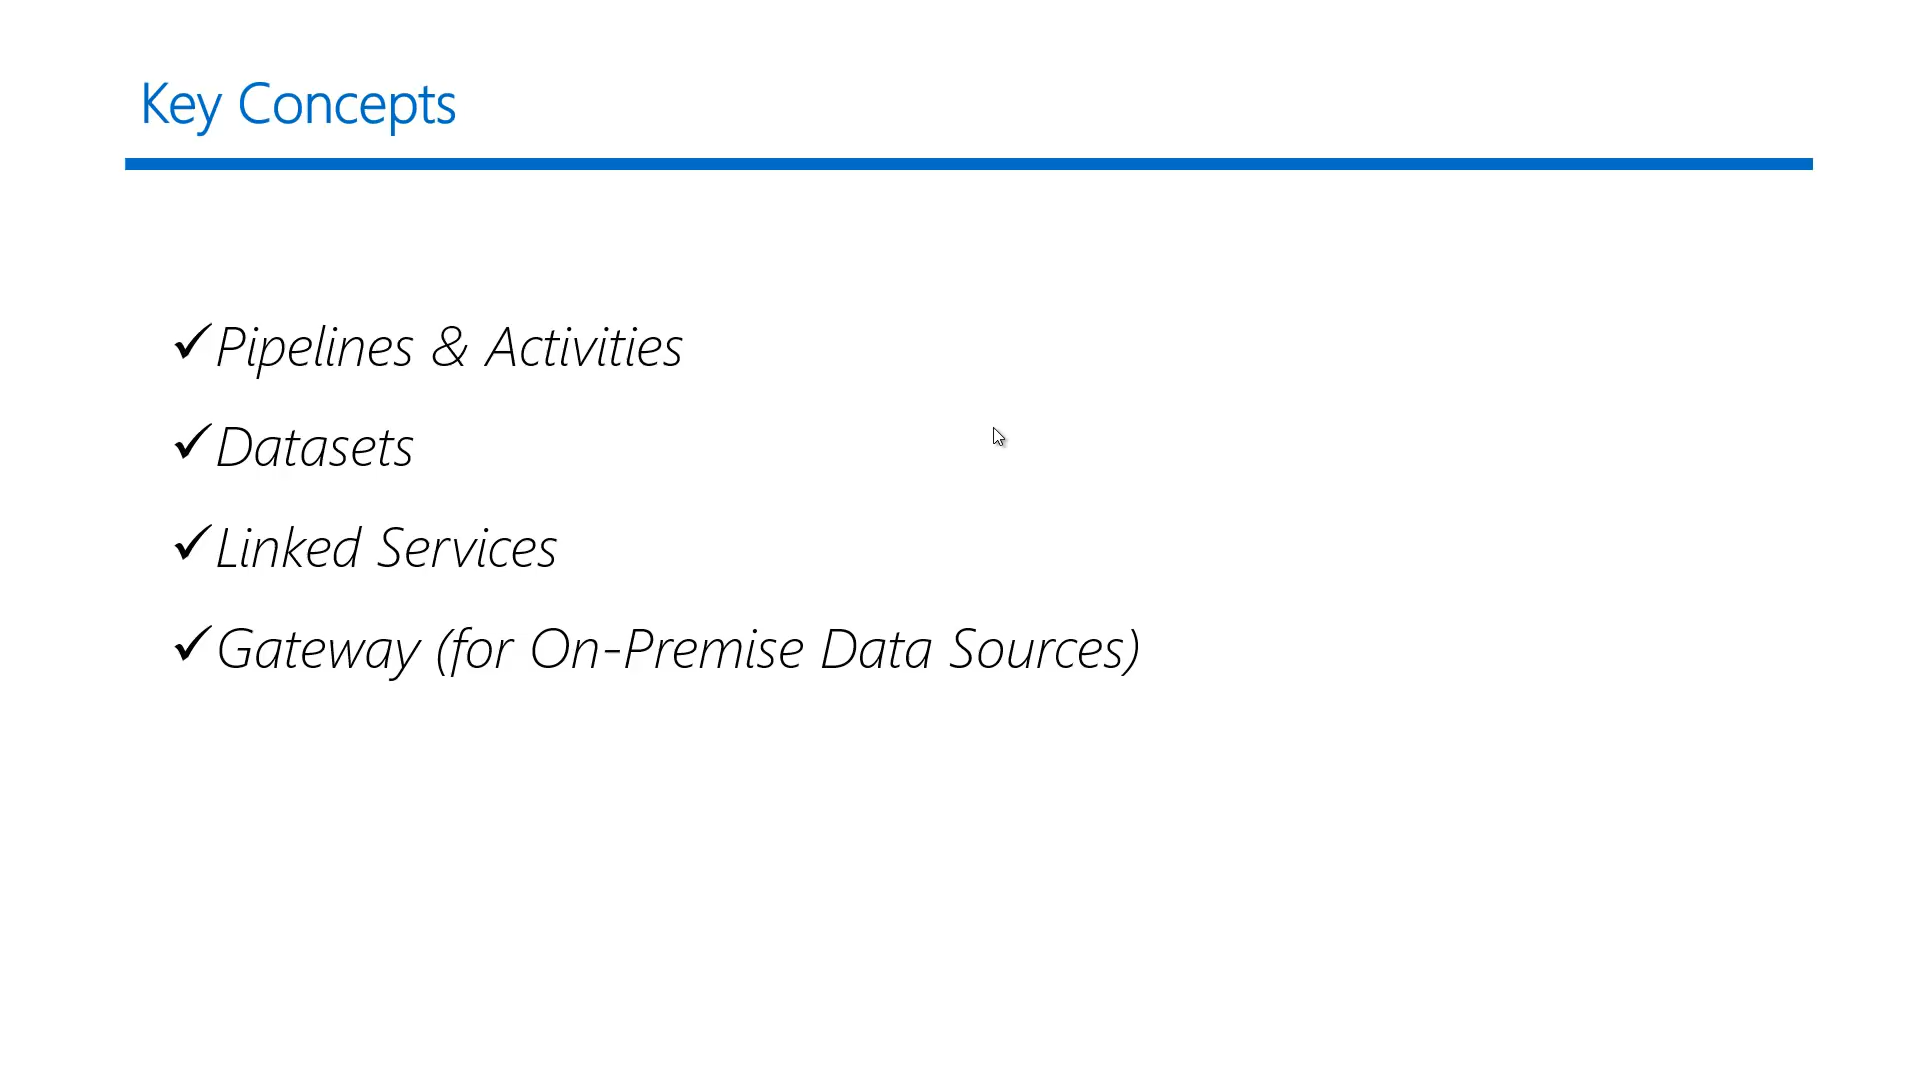 Key Concepts
✓Pipelines & Activities
✓Datasets
✓Linked Services
✓Gateway (for On-Premise Data Sources)